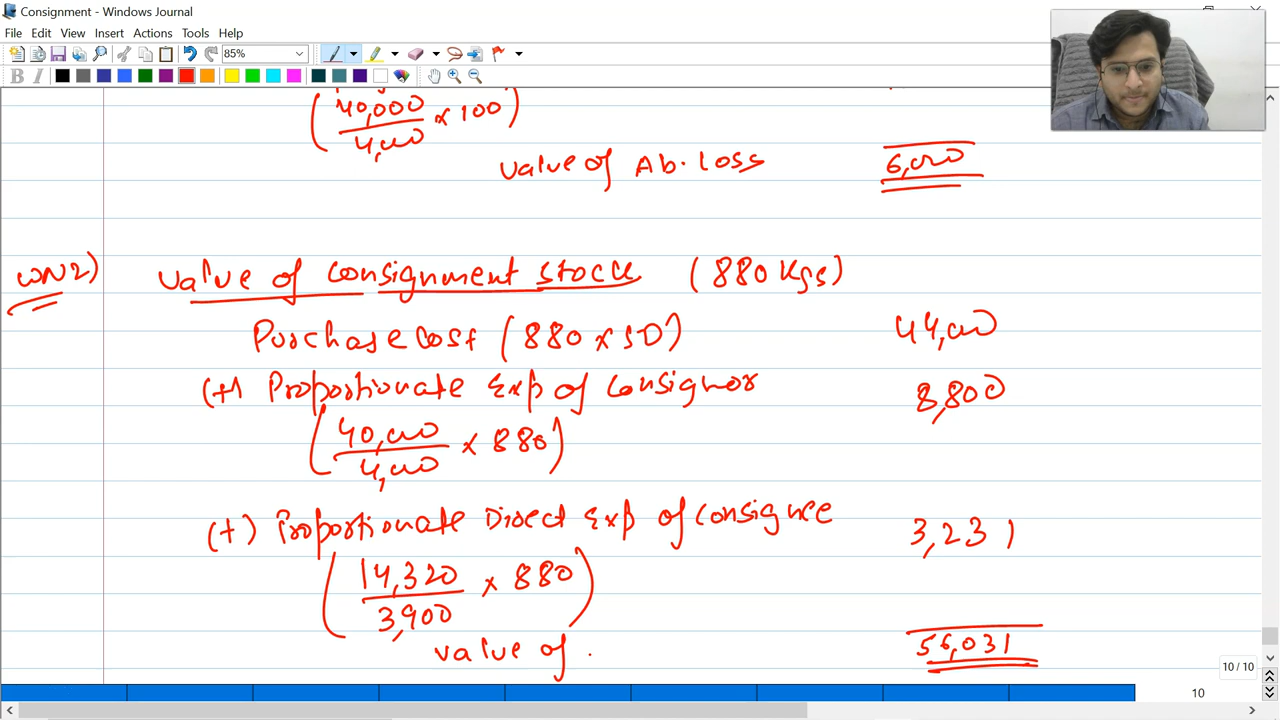 Consignment - Windows Journal
File Edit View Insert Actions Tools Help
85%
B I
(40,000 / 4,000 × 100)
Value of Ab. Loss 6,000
WN2) Value of consignment stock (880 Kgs)
Purchase cost (880 × 50) 44,000
(+) Proportionate Exp of consignor 8,800
(40,000 / 4,000 × 880)
(+) Proportionate Direct Exp of consignee 3,231
(14,320 / 3,900 × 880)
Value of . 56,031
10 / 10
10